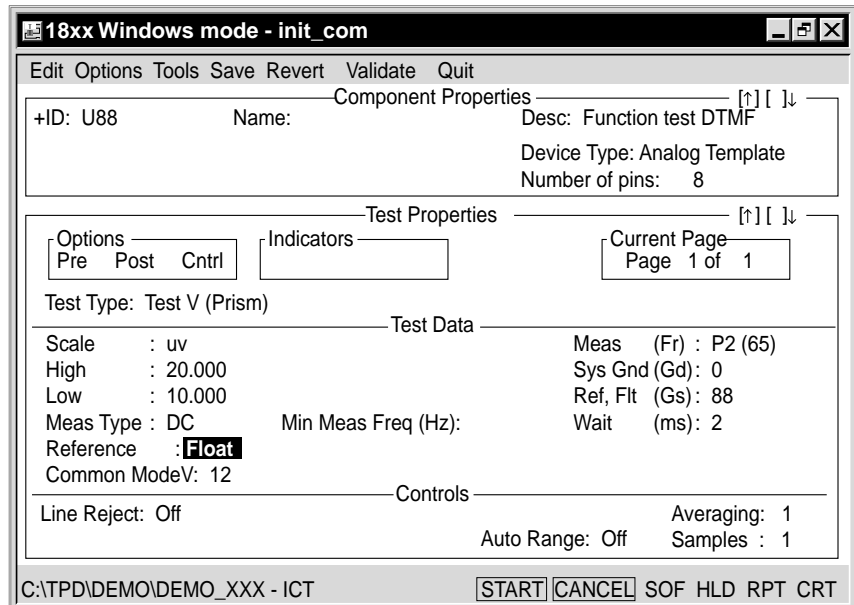 18xx Windows mode - init_com
Edit Options Tools Save Revert Validate Quit
Component Properties [↑] [ ]↓
+ID: U88 Name: Desc: Function test DTMF
Device Type: Analog Template
Number of pins: 8
Test Properties [↑] [ ]↓
Options Indicators Current Page
Pre Post Cntrl Page 1 of 1
Test Type: Test V (Prism)
Test Data
Scale : uv Meas (Fr) : P2 (65)
High : 20.000 Sys Gnd (Gd): 0
Low : 10.000 Ref, Flt (Gs): 88
Meas Type : DC Min Meas Freq (Hz): Wait (ms): 2
Reference : Float
Common ModeV: 12
Controls
Line Reject: Off Averaging: 1
Auto Range: Off Samples : 1
C:\TPD\DEMO\DEMO_XXX - ICT START CANCEL SOF HLD RPT CRT